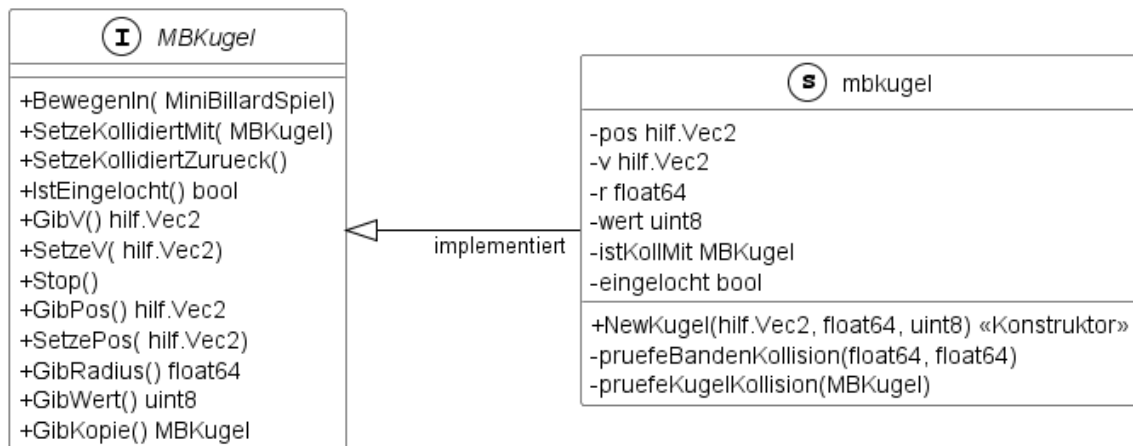 I MBKugel
+BewegenIn( MiniBillardSpiel)
+SetzeKollidiertMit( MBKugel)
+SetzeKollidiertZurueck()
+IstEingelocht() bool
+GibV() hilf.Vec2
+SetzeV( hilf.Vec2)
+Stop()
+GibPos() hilf.Vec2
+SetzePos( hilf.Vec2)
+GibRadius() float64
+GibWert() uint8
+GibKopie() MBKugel
implementiert
S mbkugel
-pos hilf.Vec2
-v hilf.Vec2
-r float64
-wert uint8
-istKollMit MBKugel
-eingelocht bool
+NewKugel(hilf.Vec2, float64, uint8) «Konstruktor»
-pruefeBandenKollision(float64, float64)
-pruefeKugelKollision(MBKugel)